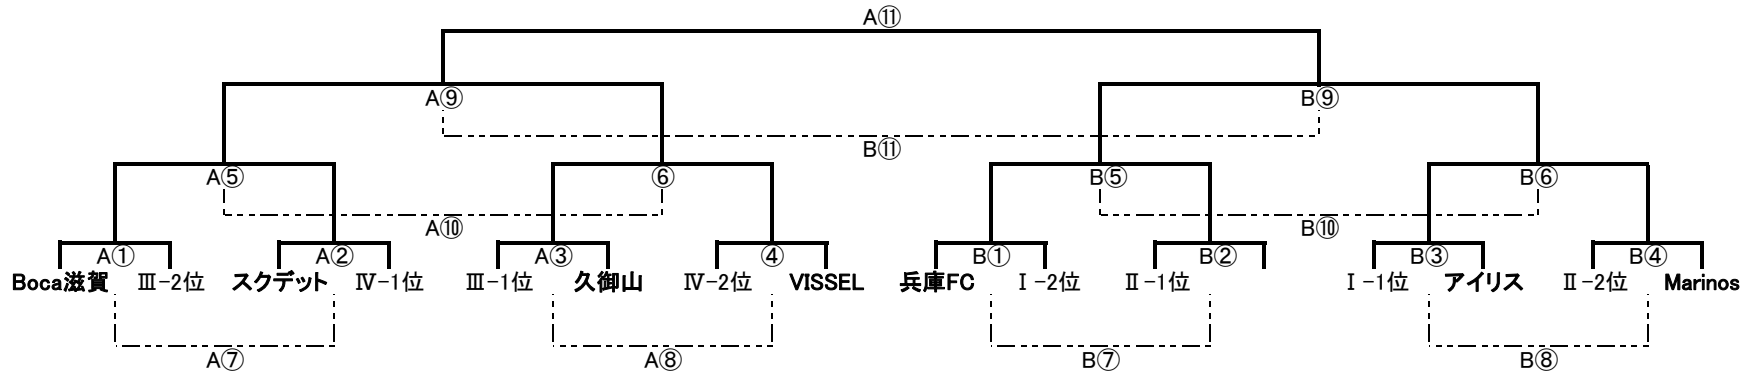 A⑪
A⑨ B⑨
B⑪
A⑤ ⑥ B⑤ B⑥
A⑩ B⑩
A① A② A③ ④ B① B② B③ B④
Boca滋賀 Ⅲ-2位 スクデット Ⅳ-1位 Ⅲ-1位 久御山 Ⅳ-2位 VISSEL 兵庫FC Ⅰ-2位 Ⅱ-1位 Ⅰ-1位 アイリス Ⅱ-2位 Marinos
A⑦ A⑧ B⑦ B⑧